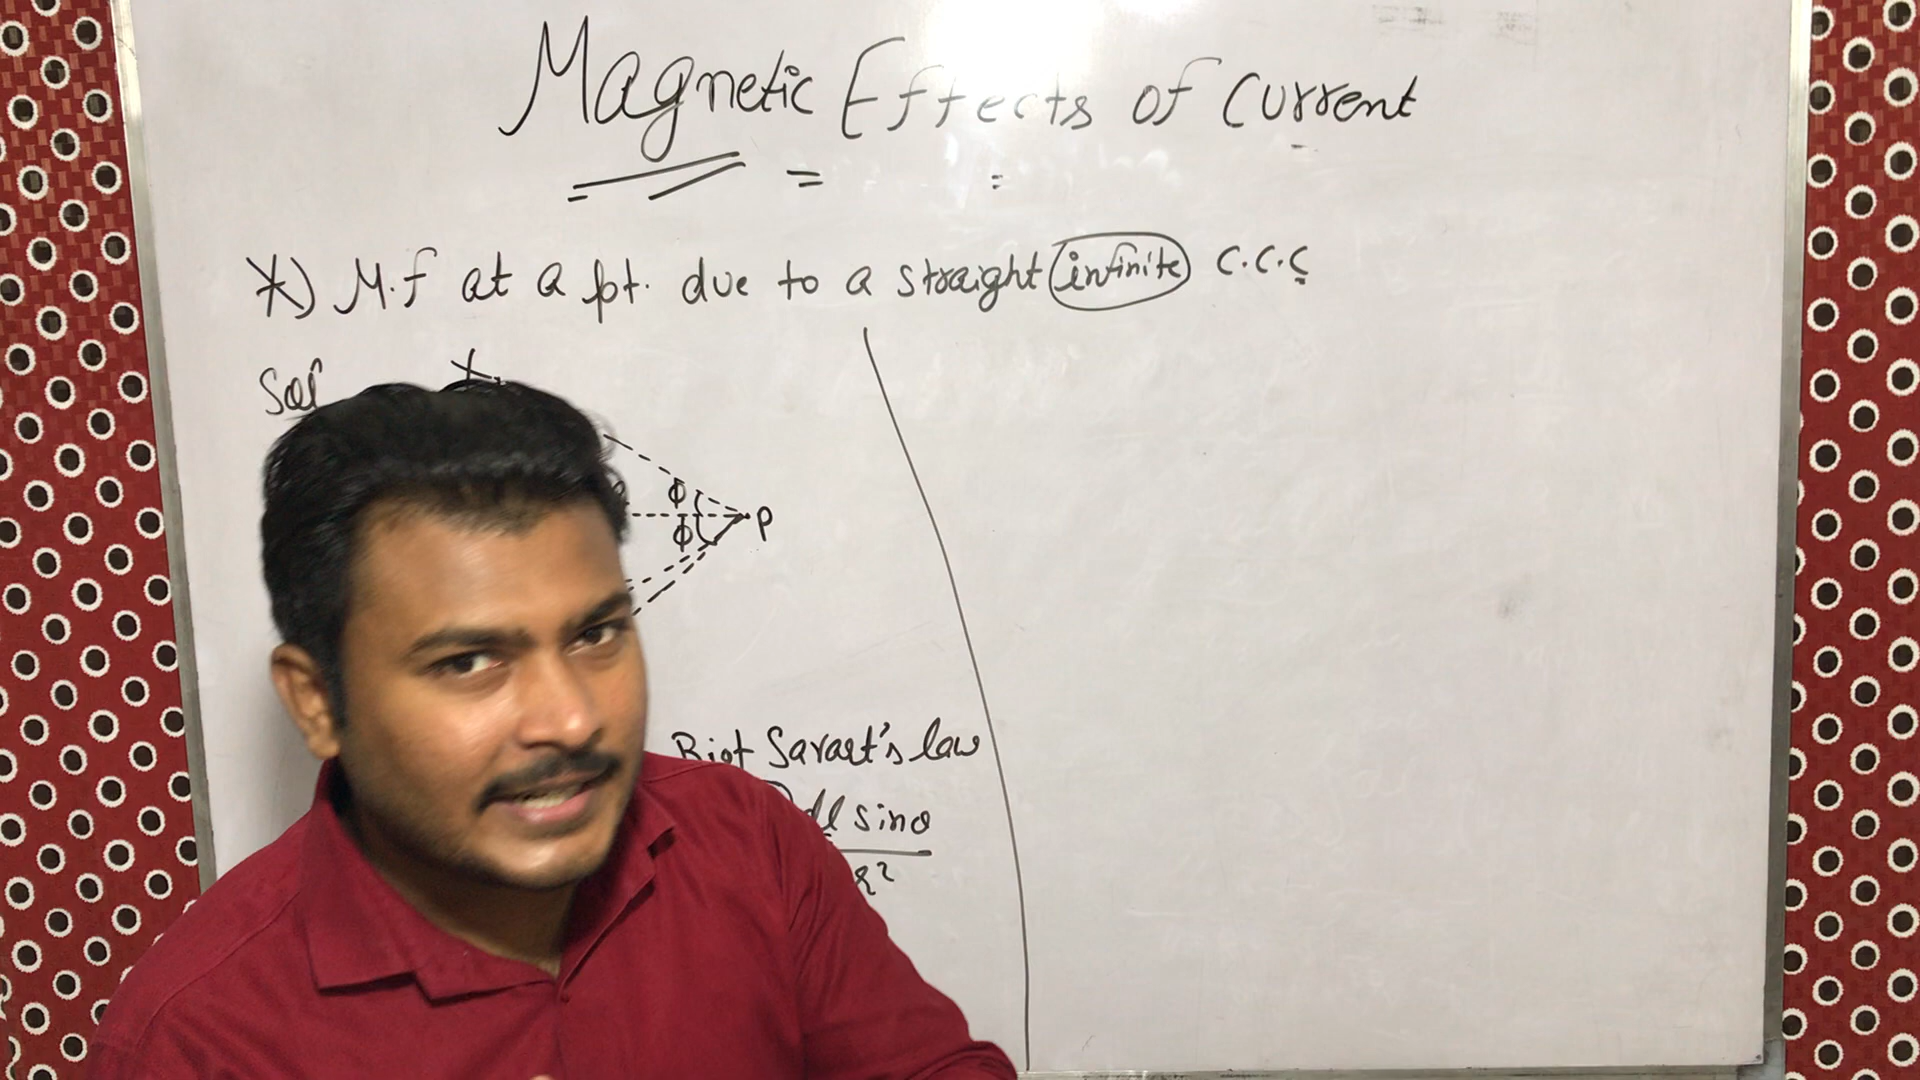 Magnetic Effects of Current
*) M.f at a pt. due to a straight infinite C.C.C
Sol
X
Φ
P
Φ
Biot Savart's law
dl sinθ
r²